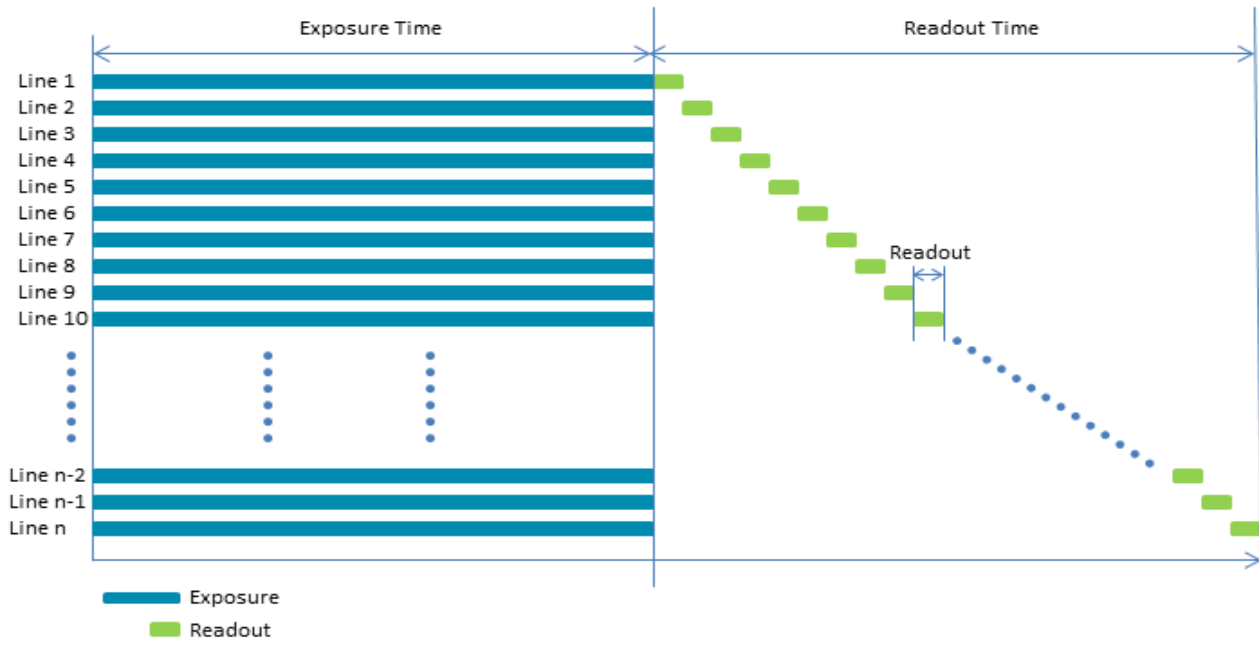 Exposure Time
Readout Time
Line 1
Line 2
Line 3
Line 4
Line 5
Line 6
Line 7
Line 8
Readout
Line 9
Line 10
Line n-2
Line n-1
Line n
Exposure
Readout